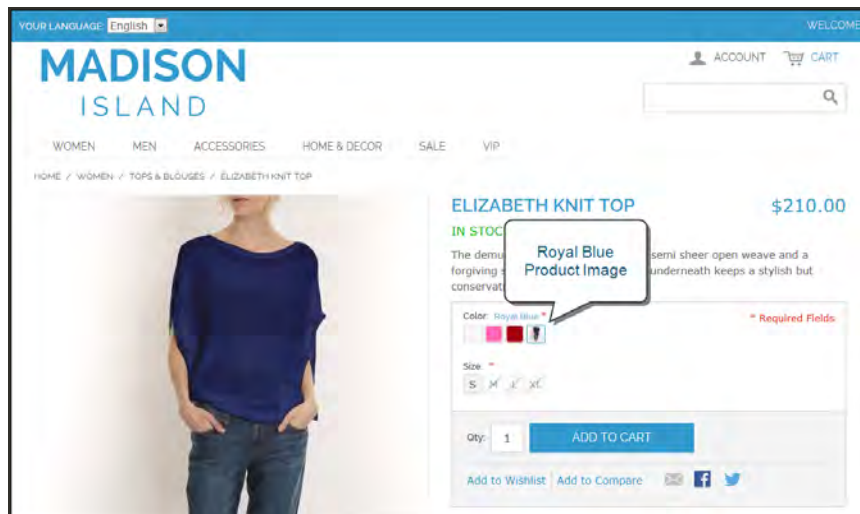 YOUR LANGUAGE: English WELCOME
MADISON
ISLAND
ACCOUNT CART
WOMEN MEN ACCESSORIES HOME & DECOR SALE VIP
HOME / WOMEN / TOPS & BLOUSES / ELIZABETH KNIT TOP
ELIZABETH KNIT TOP $210.00
IN STOC
Royal Blue
Product Image
The demu semi sheer open weave and a
forgiving s underneath keeps a stylish but
conservat
Color: Royal Blue * * Required Fields
Size: *
S M L XL
Qty: 1 ADD TO CART
Add to Wishlist Add to Compare